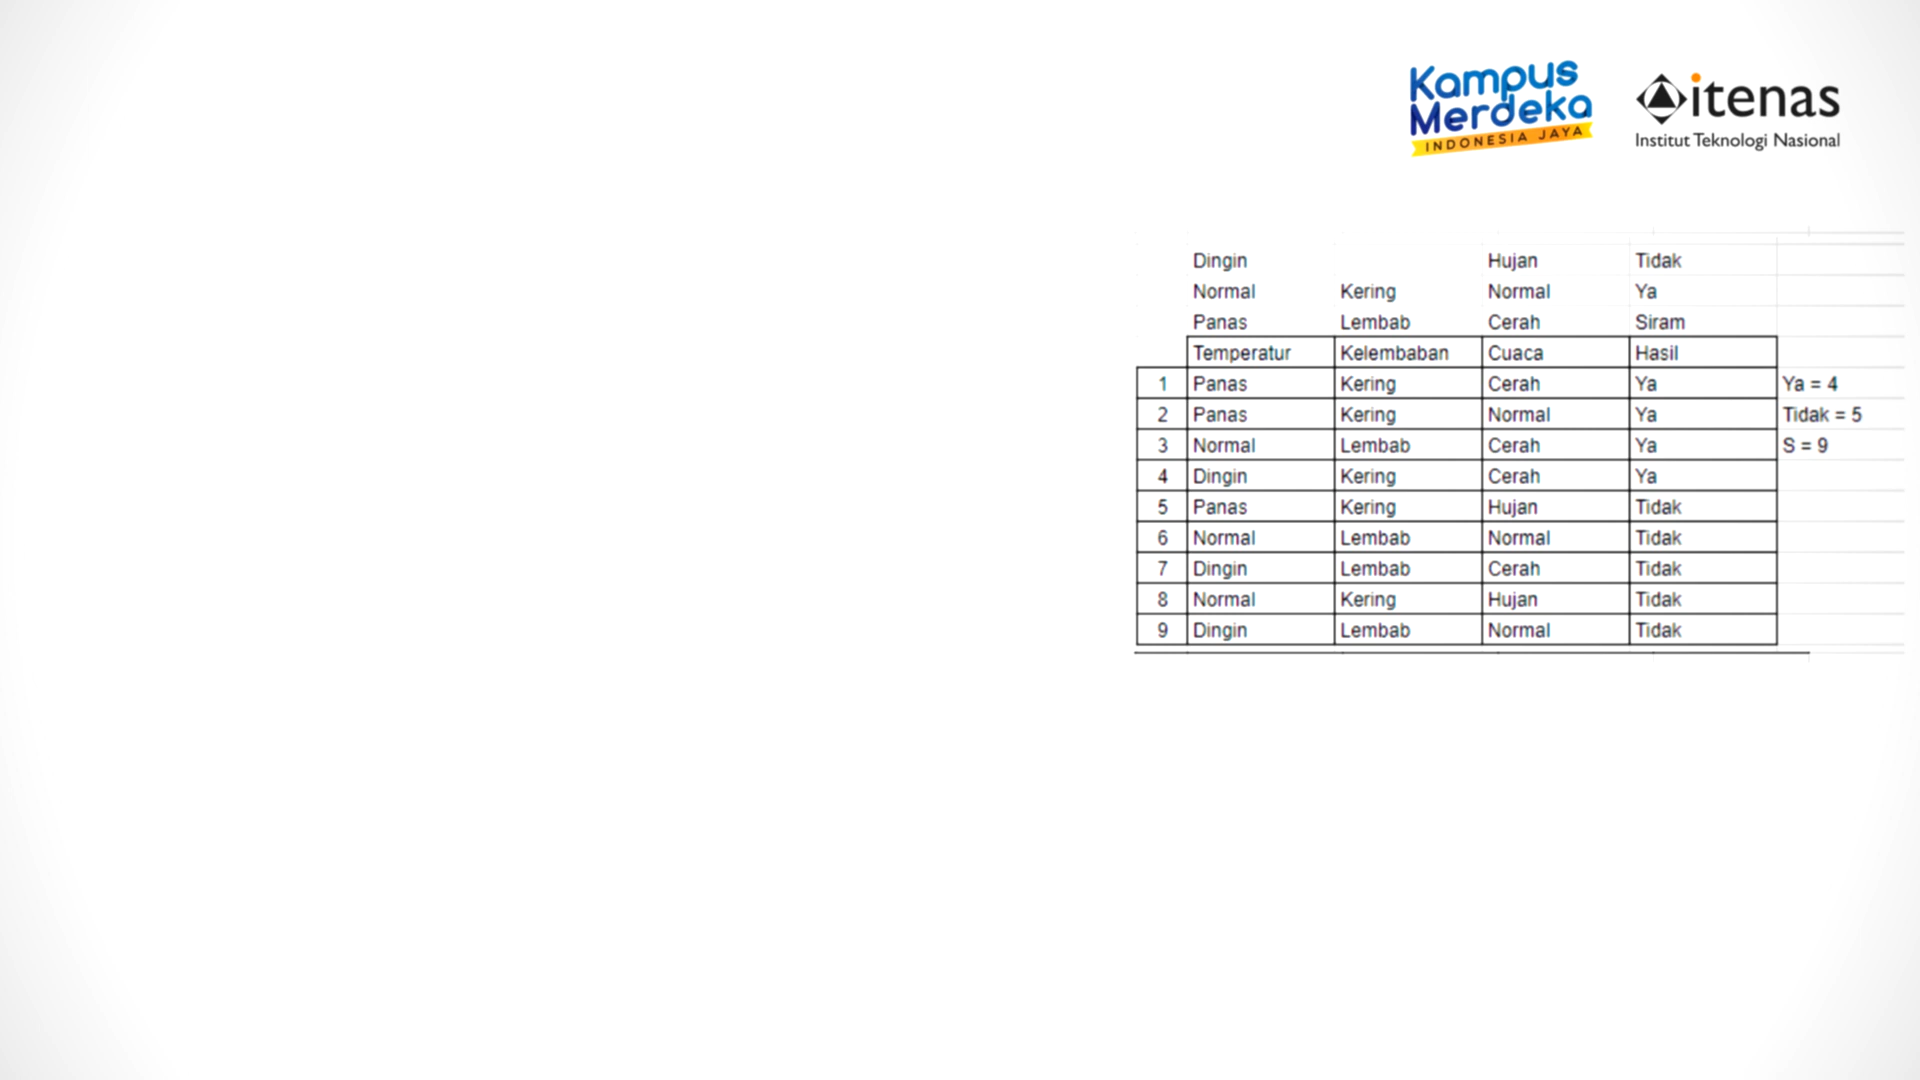 Kampus
Merdeka
INDONESIA JAYA
itenas
Institut Teknologi Nasional
Dingin Hujan Tidak
Normal Kering Normal Ya
Panas Lembab Cerah Siram
Temperatur Kelembaban Cuaca Hasil
1 Panas Kering Cerah Ya Ya = 4
2 Panas Kering Normal Ya Tidak = 5
3 Normal Lembab Cerah Ya S = 9
4 Dingin Kering Cerah Ya
5 Panas Kering Hujan Tidak
6 Normal Lembab Normal Tidak
7 Dingin Lembab Cerah Tidak
8 Normal Kering Hujan Tidak
9 Dingin Lembab Normal Tidak